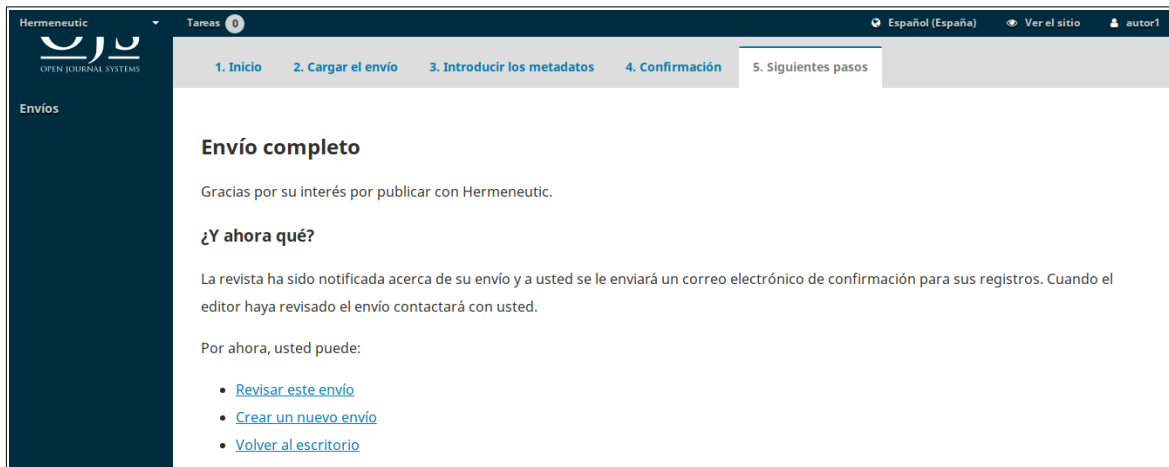 Hermeneutic
Tareas 0
Español (España)
Ver el sitio
autor1
OJS
OPEN JOURNAL SYSTEMS
1. Inicio
2. Cargar el envío
3. Introducir los metadatos
4. Confirmación
5. Siguientes pasos
Envíos
Envío completo
Gracias por su interés por publicar con Hermeneutic.
¿Y ahora qué?
La revista ha sido notificada acerca de su envío y a usted se le enviará un correo electrónico de confirmación para sus registros. Cuando el
editor haya revisado el envío contactará con usted.
Por ahora, usted puede:
Revisar este envío
Crear un nuevo envío
Volver al escritorio